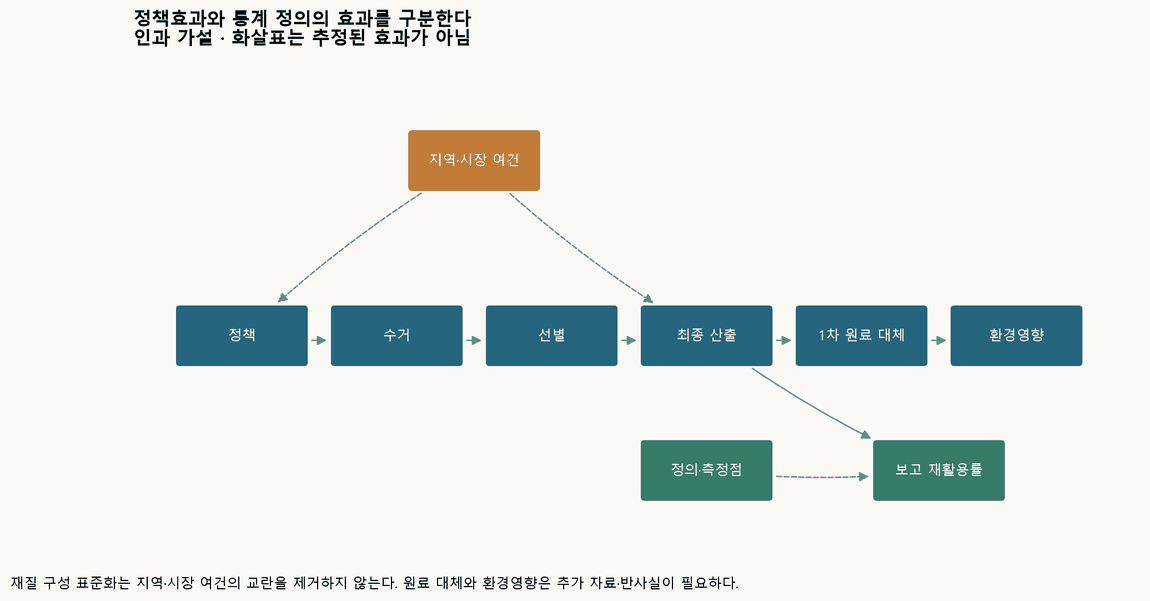 정책효과와 통계 정의의 효과를 구분한다
인과 가설 · 화살표는 추정된 효과가 아님
지역·시장 여건
정책
수거
선별
최종 산출
1차 원료 대체
환경영향
정의·측정점
보고 재활용률
재질 구성 표준화는 지역·시장 여건의 교란을 제거하지 않는다. 원료 대체와 환경영향은 추가 자료·반사실이 필요하다.